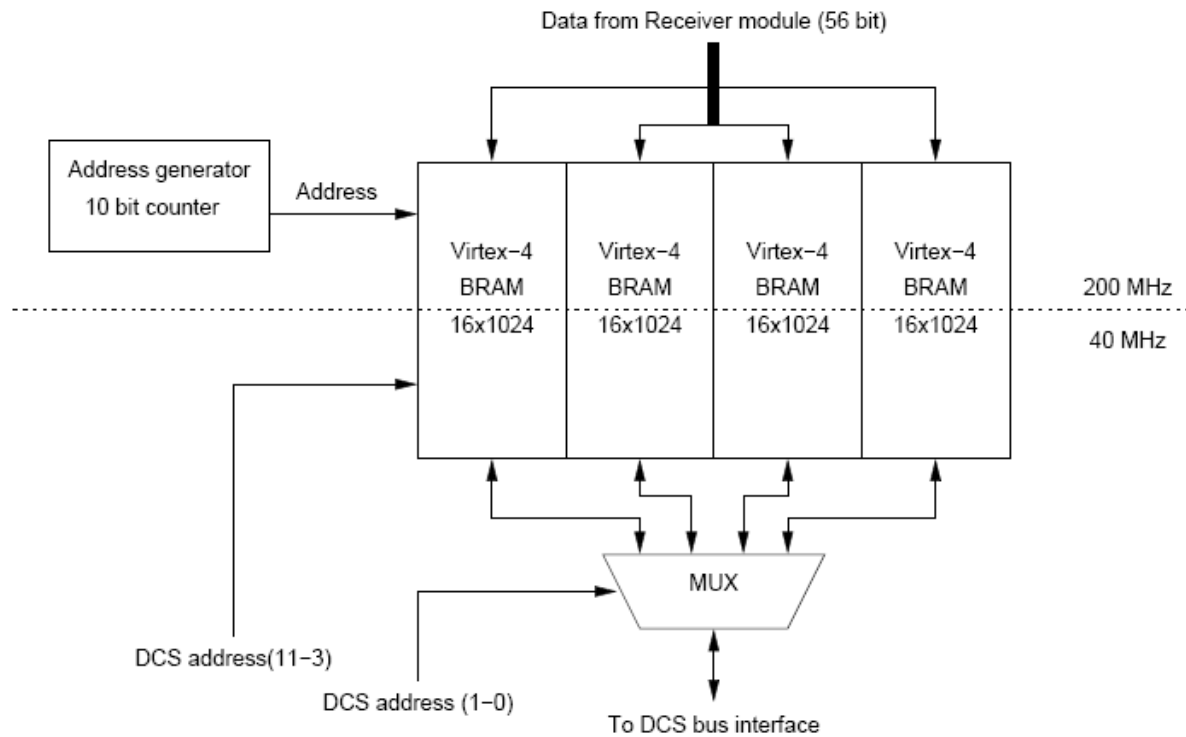 Data from Receiver module (56 bit)
Address generator
10 bit counter
Address
Virtex−4
BRAM
16x1024
Virtex−4
BRAM
16x1024
Virtex−4
BRAM
16x1024
Virtex−4
BRAM
16x1024
200 MHz
40 MHz
MUX
DCS address(11−3)
DCS address (1−0)
To DCS bus interface